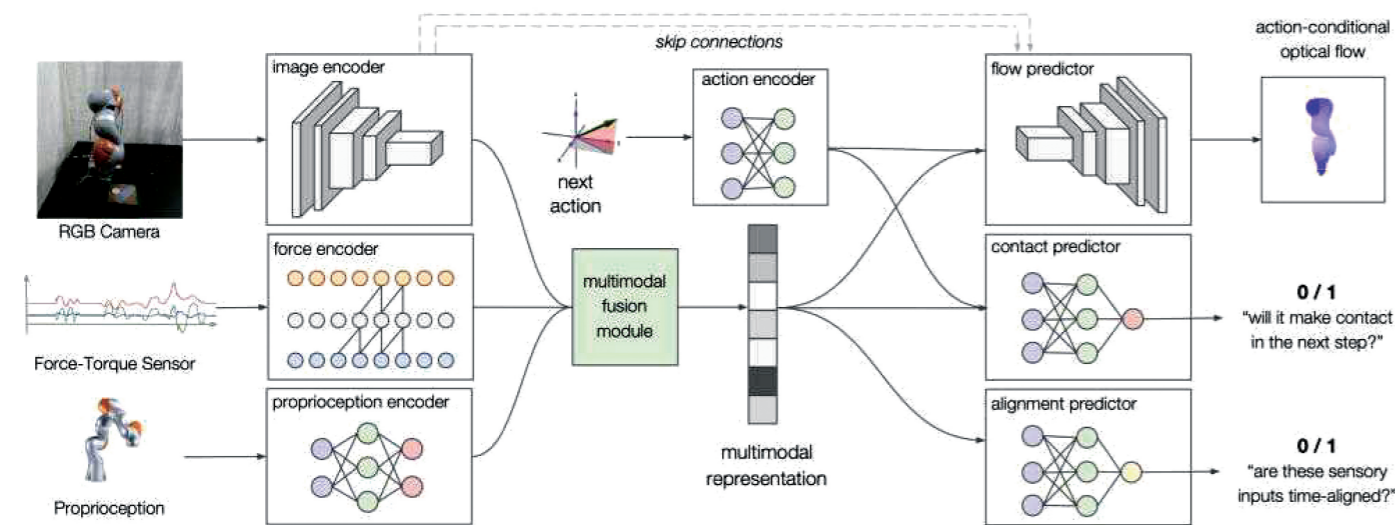 skip connections
action-conditional
optical flow
image encoder
action encoder
flow predictor
next
action
RGB Camera
force encoder
contact predictor
multimodal
fusion
module
0 / 1
“will it make contact
in the next step?”
Force-Torque Sensor
proprioception encoder
alignment predictor
multimodal
representation
0 / 1
“are these sensory
inputs time-aligned?”
Proprioception